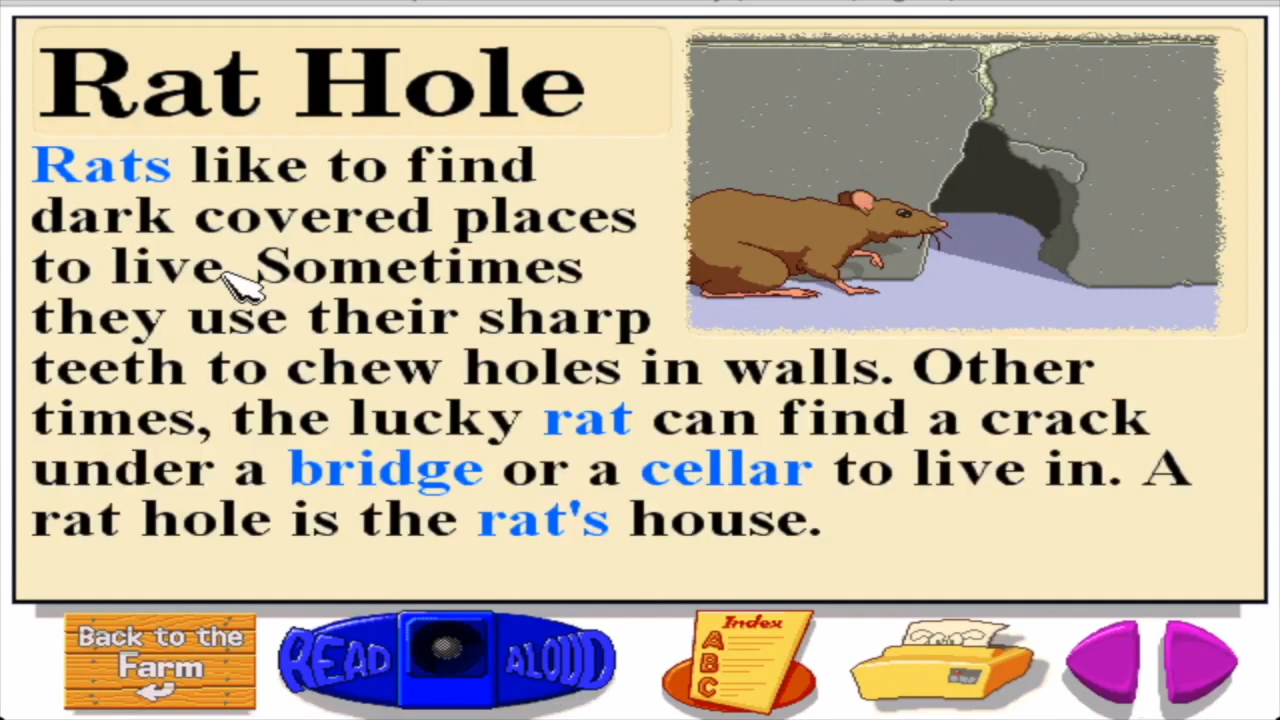 Rat Hole
Rats like to find
dark covered places
to live. Sometimes
they use their sharp
teeth to chew holes in walls. Other
times, the lucky rat can find a crack
under a bridge or a cellar to live in. A
rat hole is the rat's house.
Back to the
Farm
READ ALOUD
Index
A
B
C